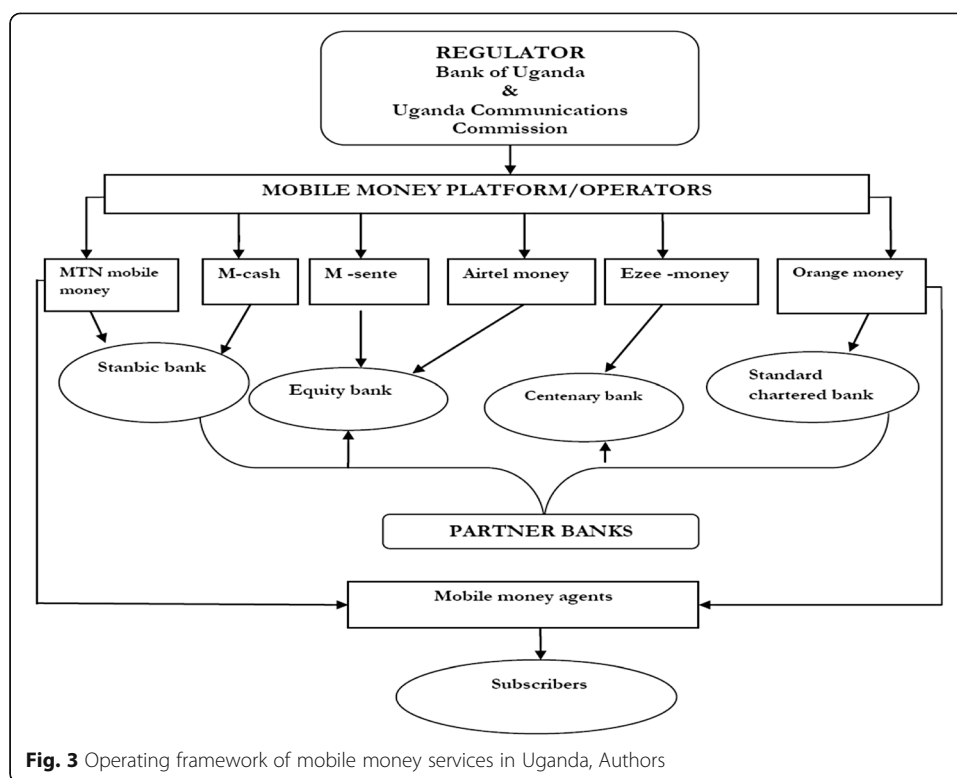 REGULATOR
Bank of Uganda
&
Uganda Communications
Commission
MOBILE MONEY PLATFORM/OPERATORS
MTN mobile
money
M-cash
M -sente
Airtel money
Ezee -money
Orange money
Stanbic bank
Equity bank
Centenary bank
Standard
chartered bank
PARTNER BANKS
Mobile money agents
Subscribers
Fig. 3 Operating framework of mobile money services in Uganda, Authors